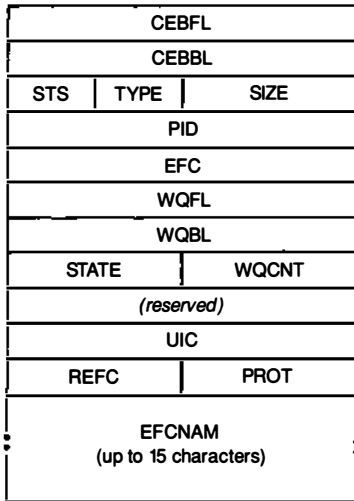 CEBFL
CEBBL
STS TYPE SIZE
PID
EFC
WQFL
WQBL
STATE WQCNT
(reserved)
UIC
REFC PROT
EFCNAM
(up to 15 characters)